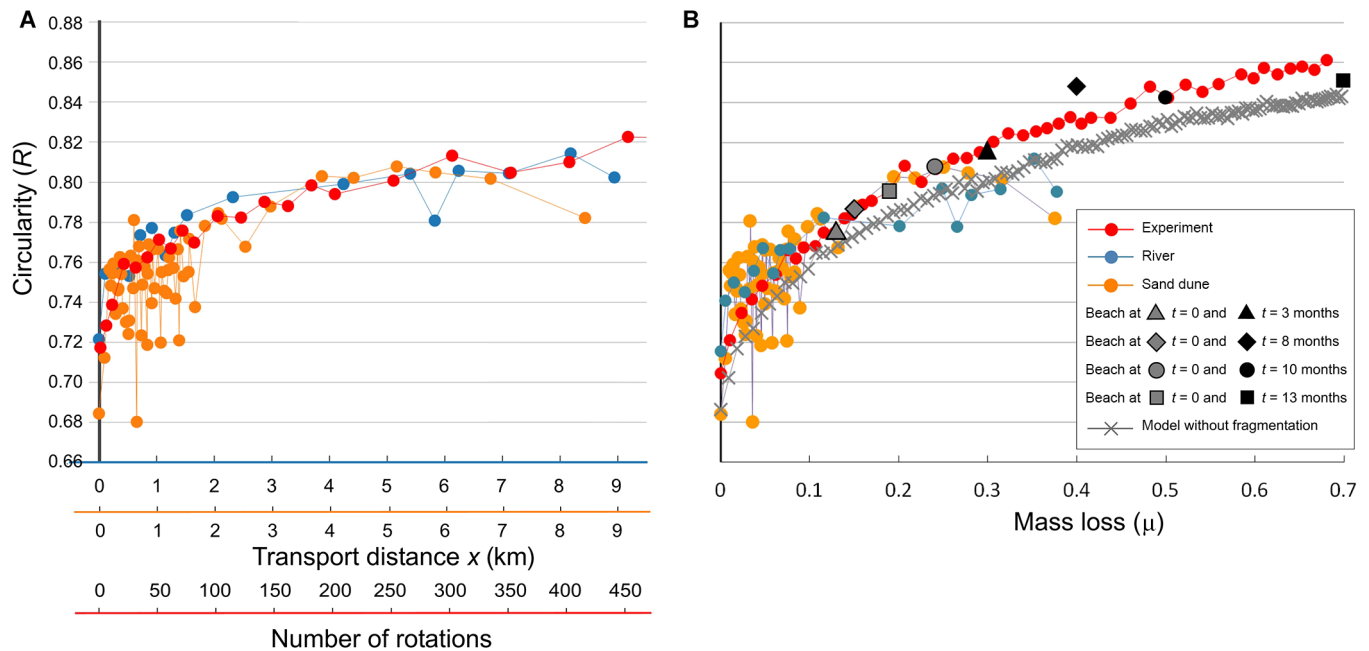 A
0.88
0.86
0.84
0.82
0.80
0.78
0.76
0.74
0.72
0.70
0.68
0.66
Circularity (R)
0 1 2 3 4 5 6 7 8 9
0 1 2 3 4 5 6 7 8 9
Transport distance x (km)
0 50 100 150 200 250 300 350 400 450
Number of rotations
B
Experiment
River
Sand dune
Beach at t = 0 and t = 3 months
Beach at t = 0 and t = 8 months
Beach at t = 0 and t = 10 months
Beach at t = 0 and t = 13 months
Model without fragmentation
0 0.1 0.2 0.3 0.4 0.5 0.6 0.7
Mass loss (μ)